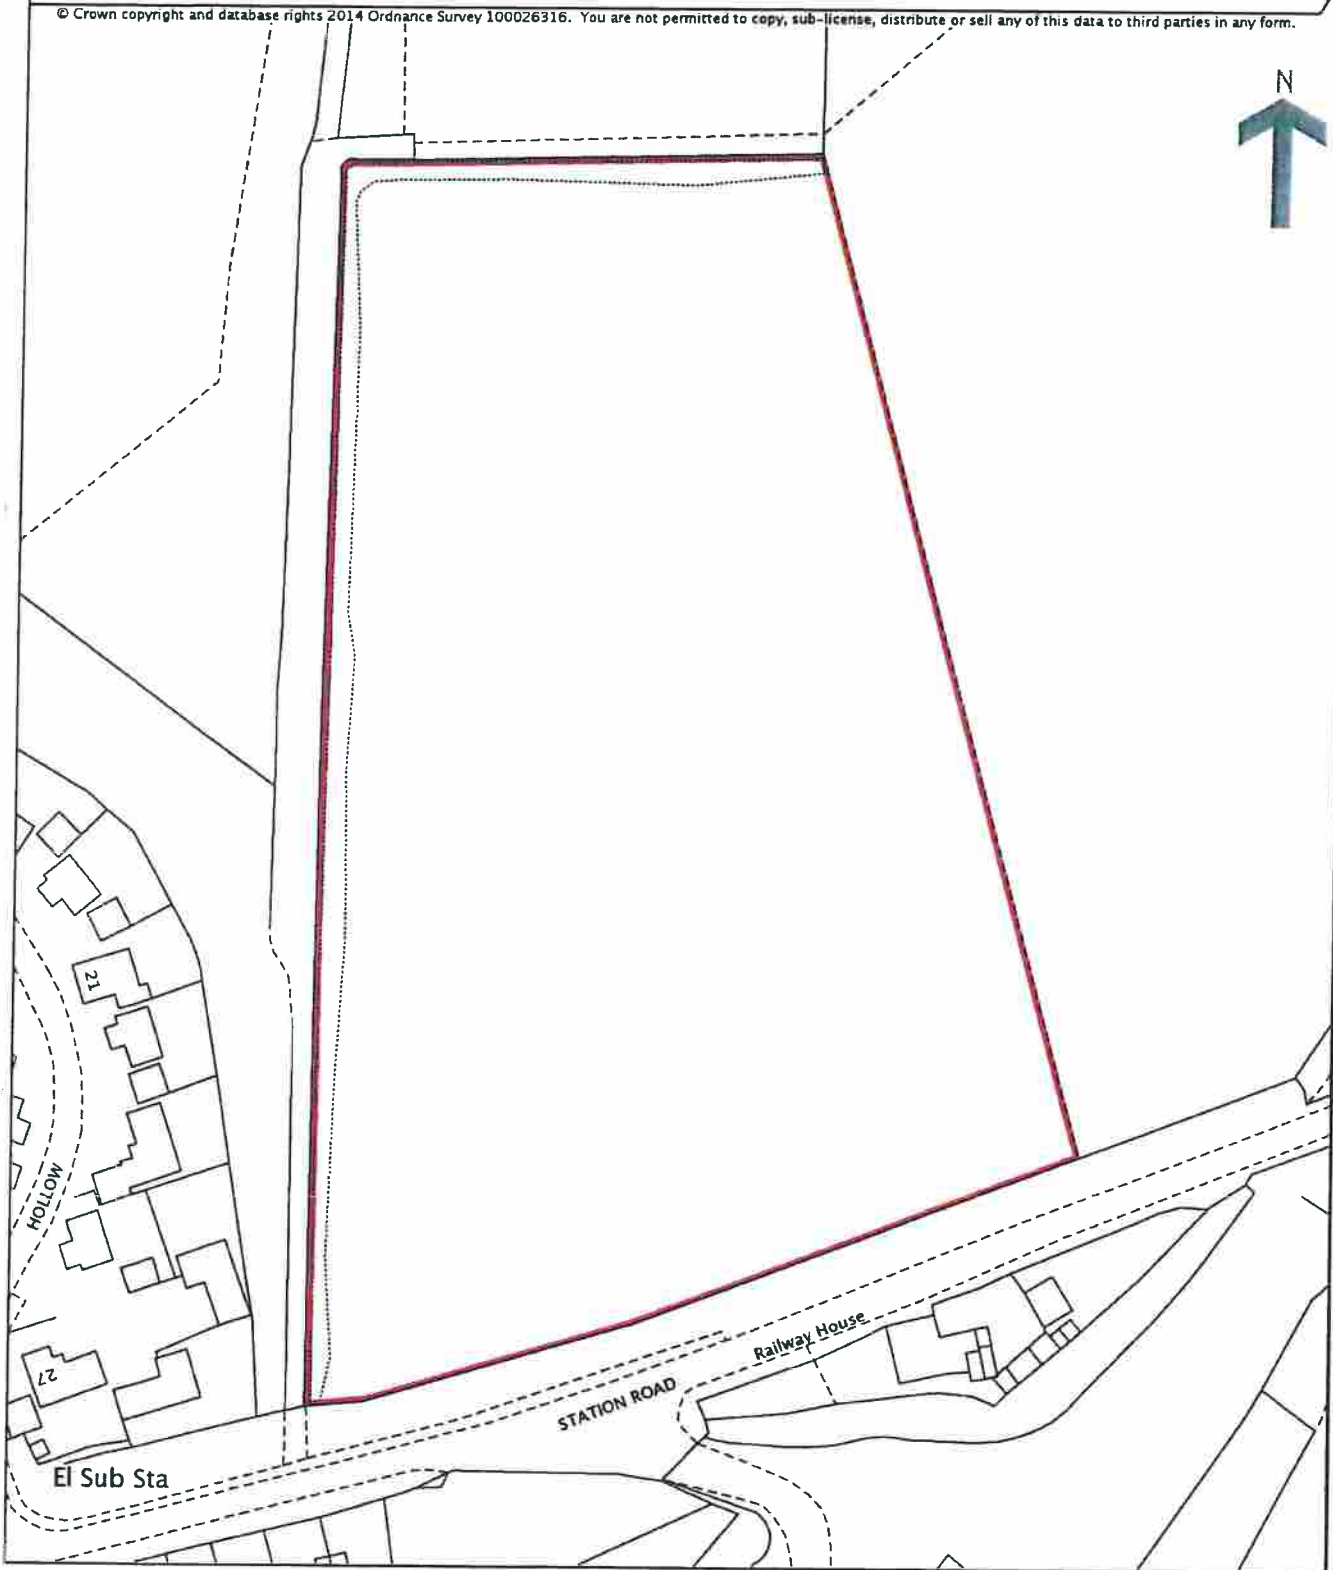 © Crown copyright and database rights 2014 Ordnance Survey 100026316. You are not permitted to copy, sub-license, distribute or sell any of this data to third parties in any form.
N
21
HOLLOW
27
Railway House
STATION ROAD
El Sub Sta